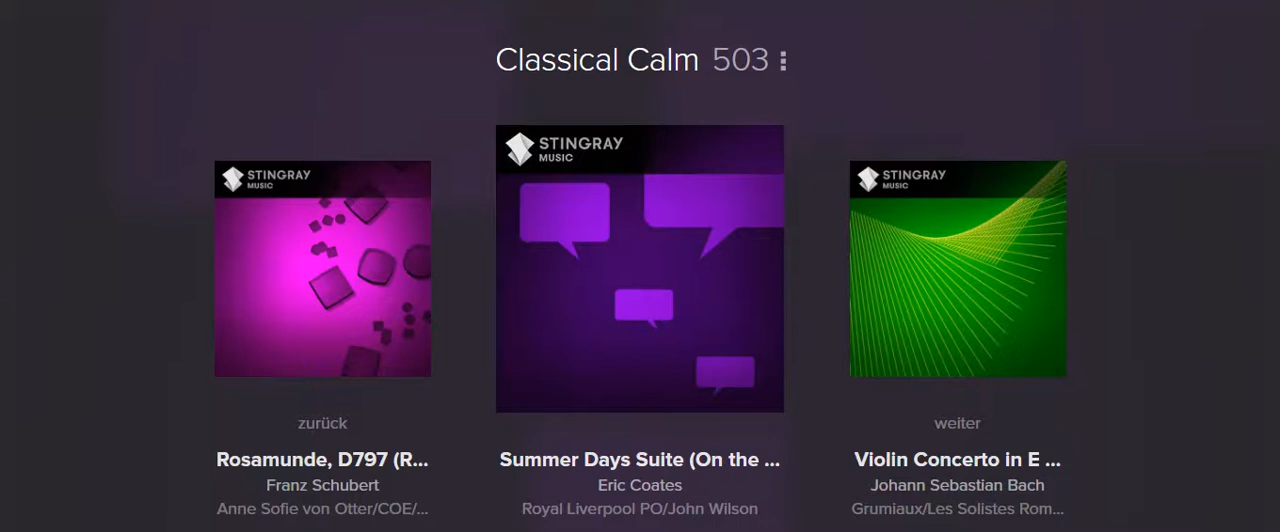 Classical Calm 503
STINGRAY
MUSIC
STINGRAY
MUSIC
STINGRAY
MUSIC
zurück
weiter
Rosamunde, D797 (R...
Summer Days Suite (On the ...
Violin Concerto in E ...
Franz Schubert
Eric Coates
Johann Sebastian Bach
Anne Sofie von Otter/COE/...
Royal Liverpool PO/John Wilson
Grumiaux/Les Solistes Rom...